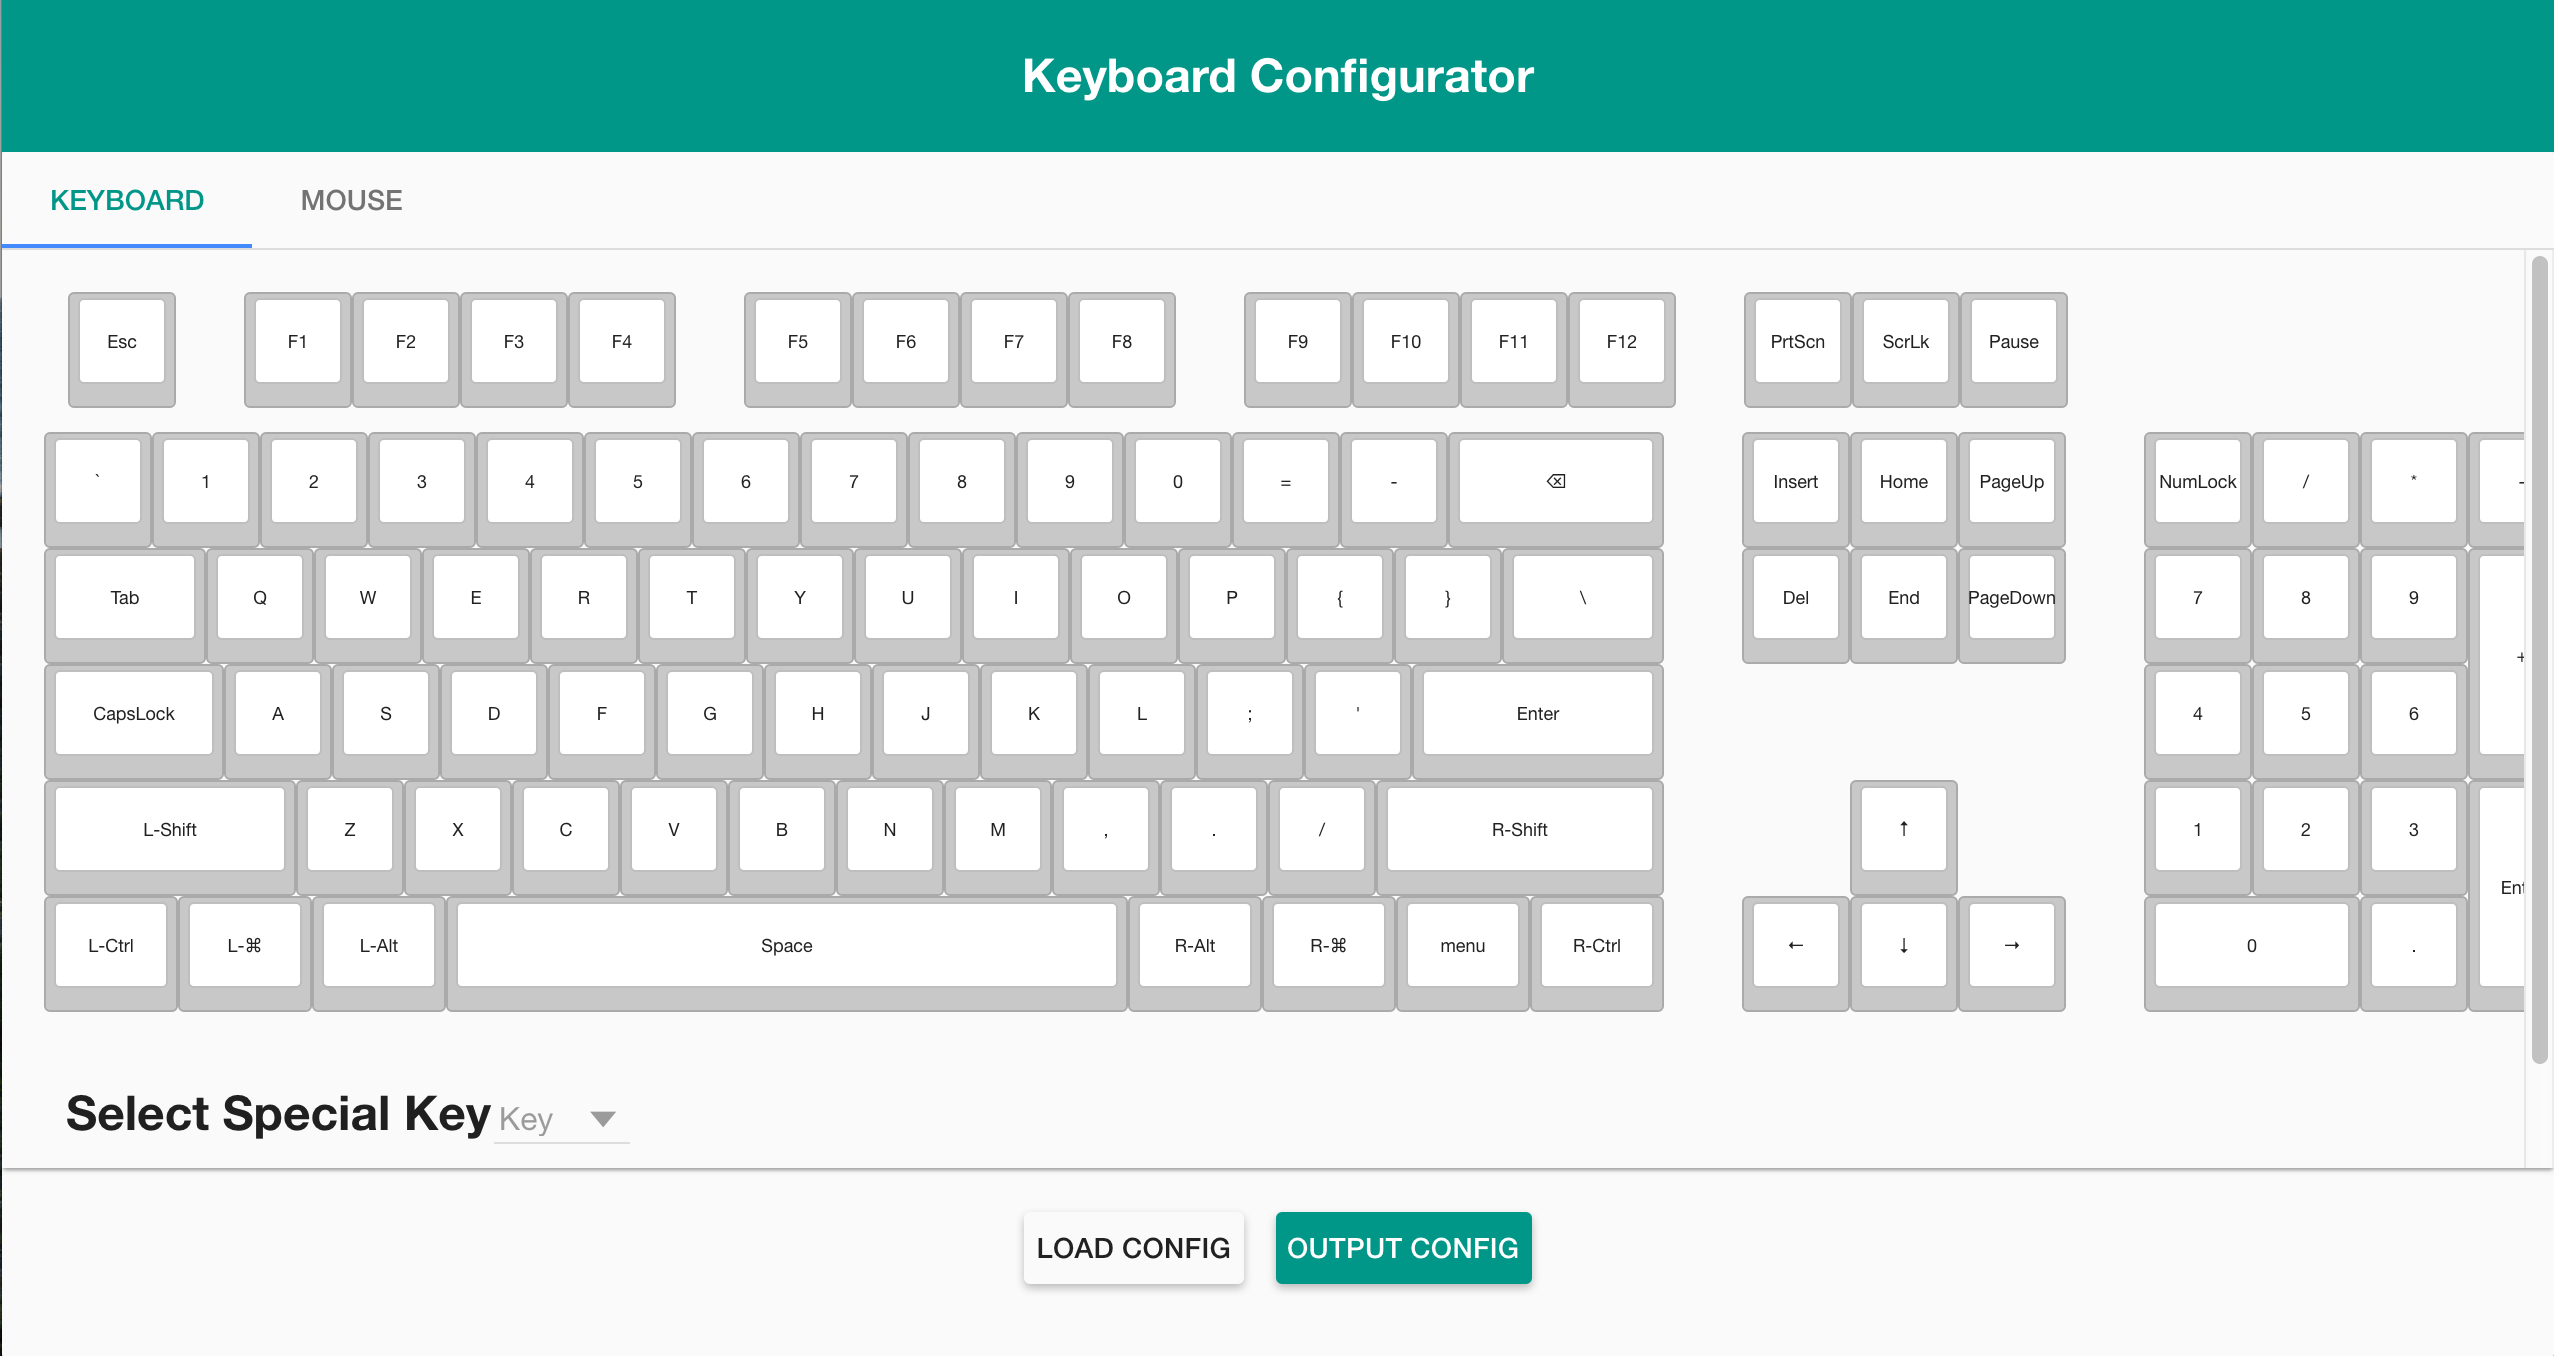 Keyboard Configurator
KEYBOARD MOUSE
Esc F1 F2 F3 F4 F5 F6 F7 F8 F9 F10 F11 F12 PrtScn ScrLk Pause
` 1 2 3 4 5 6 7 8 9 0 = - ⌫ Insert Home PageUp NumLock / * -
Tab Q W E R T Y U I O P { } \ Del End PageDown 7 8 9
+
CapsLock A S D F G H J K L ; ' Enter 4 5 6
L-Shift Z X C V B N M , . / R-Shift ↑ 1 2 3
Ent
L-Ctrl L-⌘ L-Alt Space R-Alt R-⌘ menu R-Ctrl ← ↓ → 0 .
Select Special Key Key
LOAD CONFIG OUTPUT CONFIG